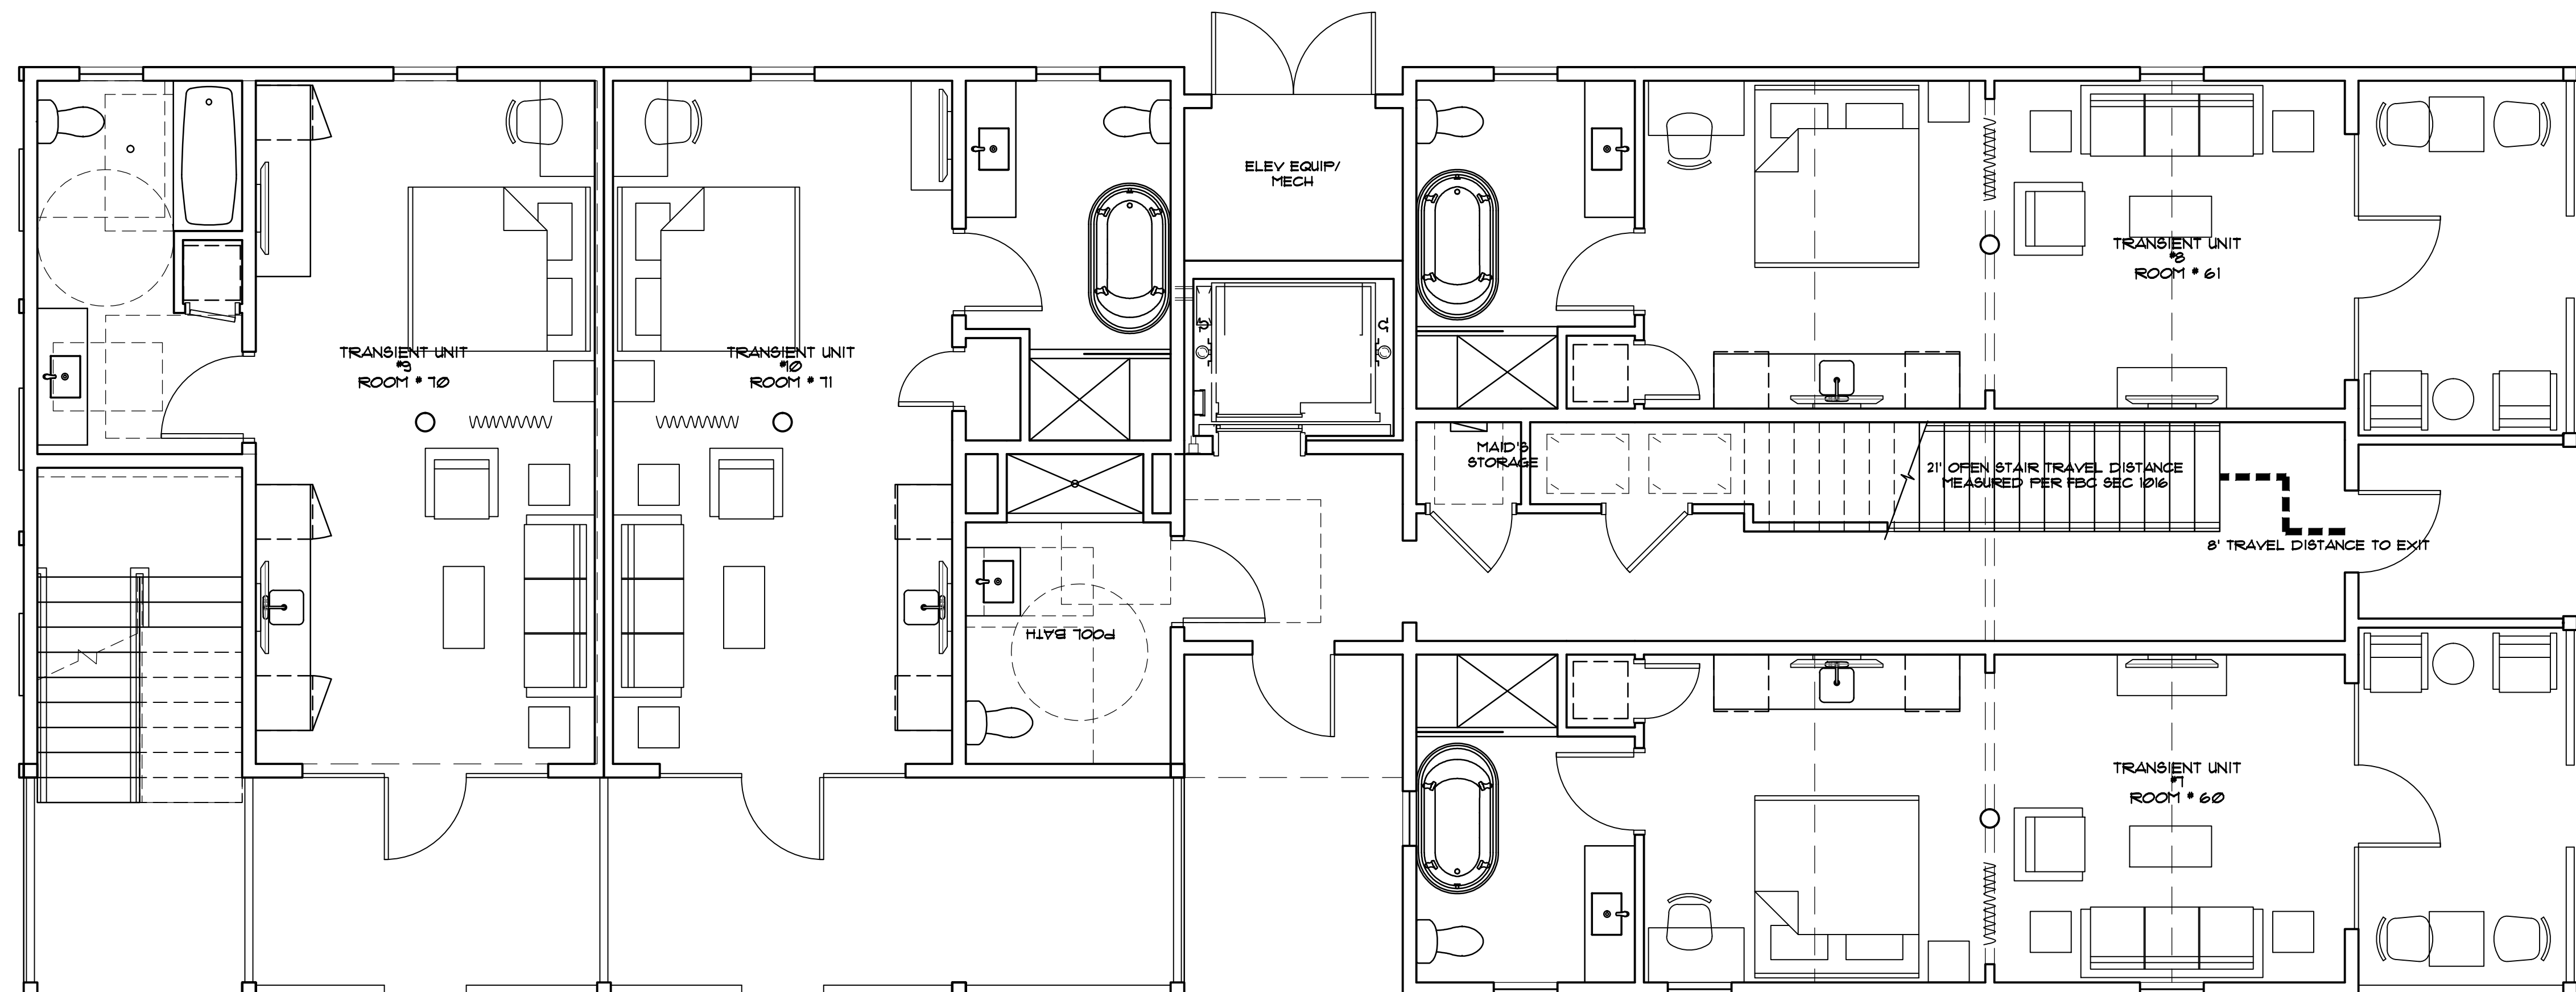 ELEV EQUIP/
MECH
TRANSIENT UNIT
#8
ROOM # 61
TRANSIENT UNIT
#9
ROOM # 70
TRANSIENT UNIT
#10
ROOM # 71
MAID'S
STORAGE
21' OPEN STAIR TRAVEL DISTANCE
MEASURED PER FBC SEC 1016
8' TRAVEL DISTANCE TO EXIT
POOL BATH
TRANSIENT UNIT
#7
ROOM # 60